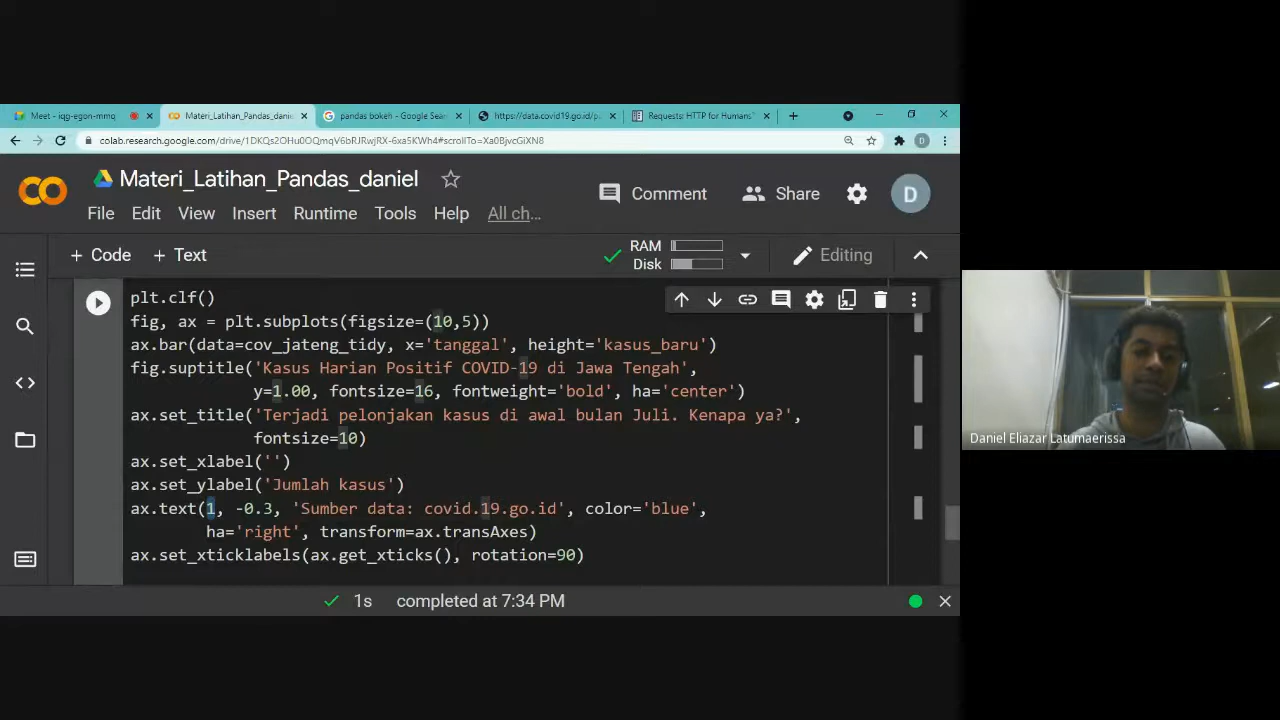 Meet - iqg-egon-mmq
Materi_Latihan_Pandas_danie
pandas bokeh - Google Sear
https://data.covid19.go.id/p
Requests: HTTP for Humans™
colab.research.google.com/drive/1DKQs2OHu0OQmqV6bRJRwjRX-6xa5KWh4#scrollTo=Xa0BjvcGiXN8
D
Materi_Latihan_Pandas_daniel
Comment
Share
D
File Edit View Insert Runtime Tools Help All ch...
+ Code + Text
RAM
Disk
Editing
plt.clf()
fig, ax = plt.subplots(figsize=(10,5))
ax.bar(data=cov_jateng_tidy, x='tanggal', height='kasus_baru')
fig.suptitle('Kasus Harian Positif COVID-19 di Jawa Tengah',
y=1.00, fontsize=16, fontweight='bold', ha='center')
ax.set_title('Terjadi pelonjakan kasus di awal bulan Juli. Kenapa ya?',
fontsize=10)
ax.set_xlabel('')
ax.set_ylabel('Jumlah kasus')
ax.text(1, -0.3, 'Sumber data: covid.19.go.id', color='blue',
ha='right', transform=ax.transAxes)
ax.set_xticklabels(ax.get_xticks(), rotation=90)
1s completed at 7:34 PM
Daniel Eliazar Latumaerissa